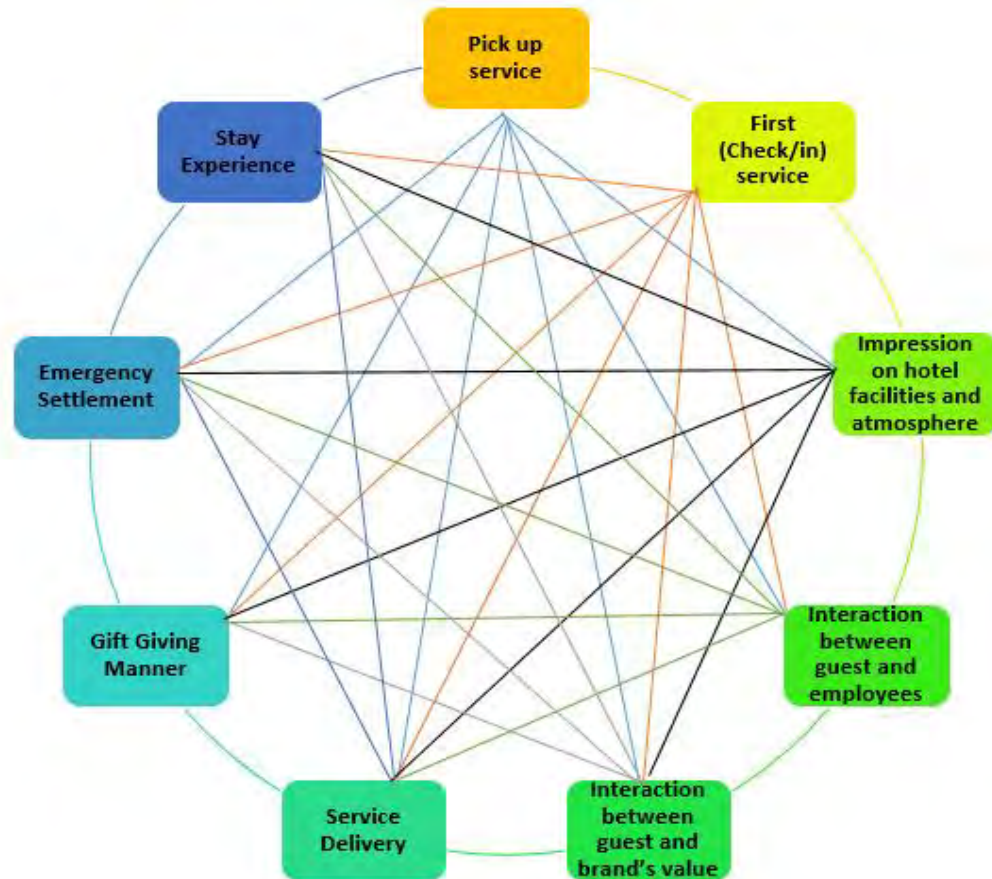 Pick up
service
First
(Check/in)
service
Impression
on hotel
facilities and
atmosphere
Interaction
between
guest and
employees
Interaction
between
guest and
brand's value
Service
Delivery
Gift Giving
Manner
Emergency
Settlement
Stay
Experience